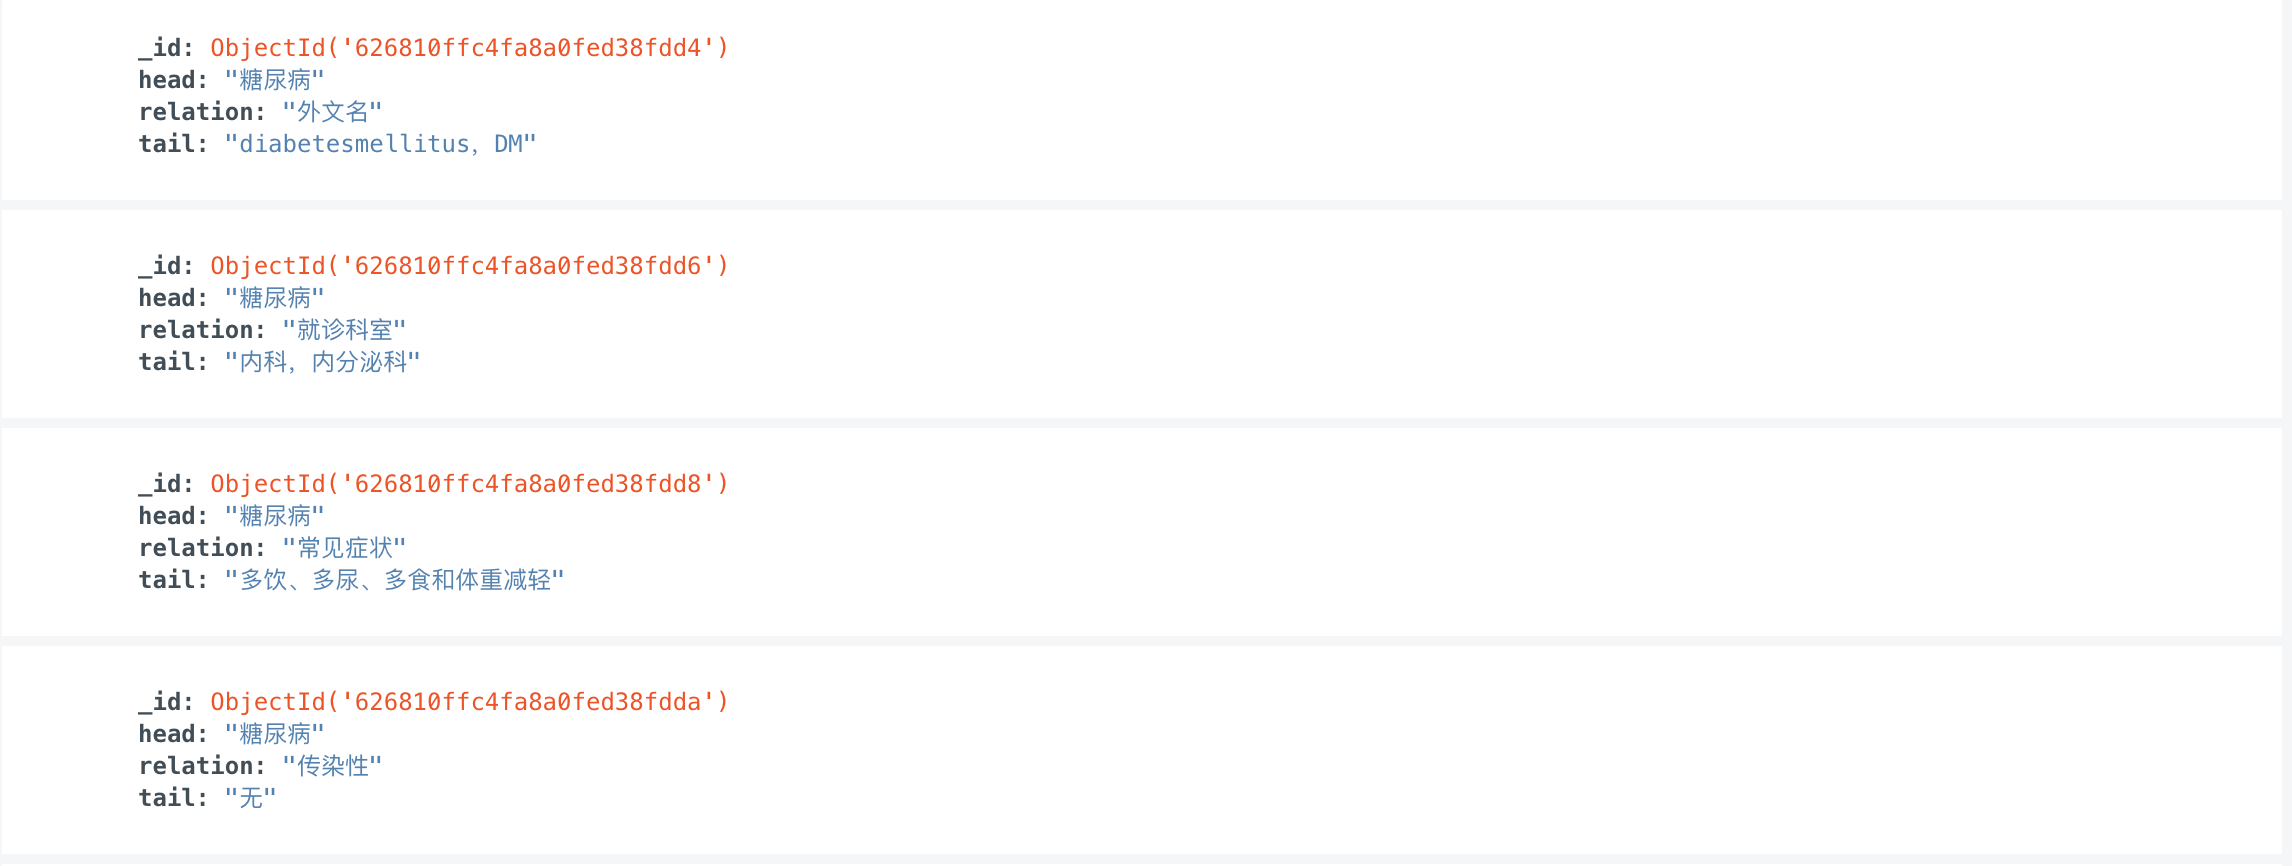 _id: ObjectId('626810ffc4fa8a0fed38fdd4')
head: "糖尿病"
relation: "外文名"
tail: "diabetesmellitus，DM"
_id: ObjectId('626810ffc4fa8a0fed38fdd6')
head: "糖尿病"
relation: "就诊科室"
tail: "内科，内分泌科"
_id: ObjectId('626810ffc4fa8a0fed38fdd8')
head: "糖尿病"
relation: "常见症状"
tail: "多饮、多尿、多食和体重减轻"
_id: ObjectId('626810ffc4fa8a0fed38fdda')
head: "糖尿病"
relation: "传染性"
tail: "无"